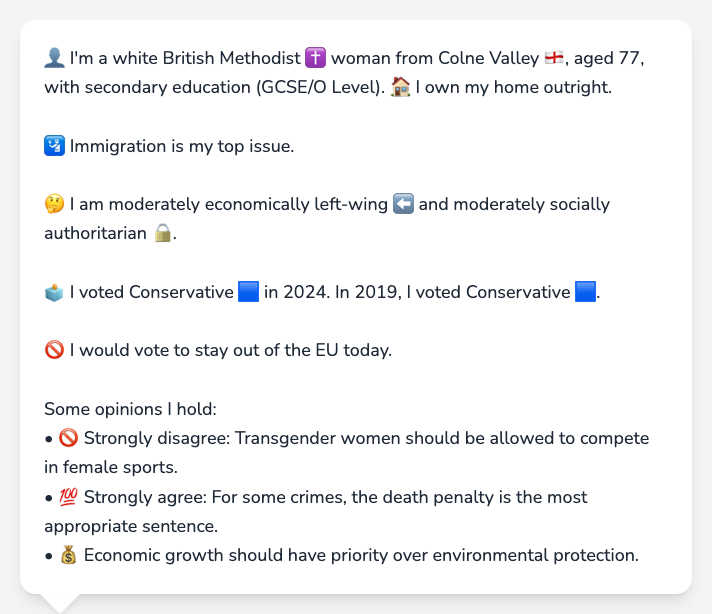 👤 I'm a white British Methodist ✝️ woman from Colne Valley 🏴󠁧󠁢󠁥󠁮󠁧󠁿, aged 77,
with secondary education (GCSE/O Level). 🏠 I own my home outright.
🛂 Immigration is my top issue.
🤔 I am moderately economically left-wing ⬅️ and moderately socially
authoritarian 🔒.
🗳️ I voted Conservative 🟦 in 2024. In 2019, I voted Conservative 🟦.
🚫 I would vote to stay out of the EU today.
Some opinions I hold:
• 🚫 Strongly disagree: Transgender women should be allowed to compete
in female sports.
• 💯 Strongly agree: For some crimes, the death penalty is the most
appropriate sentence.
• 💰 Economic growth should have priority over environmental protection.